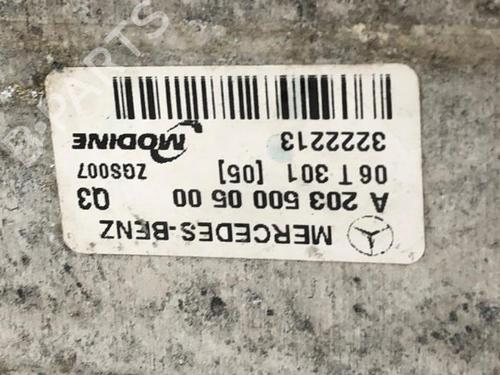 MERCEDES-BENZ
A 203 500 05 00 Q3
06 T 301 [05] ZGS007
3222213 MODINE
B-PARTS